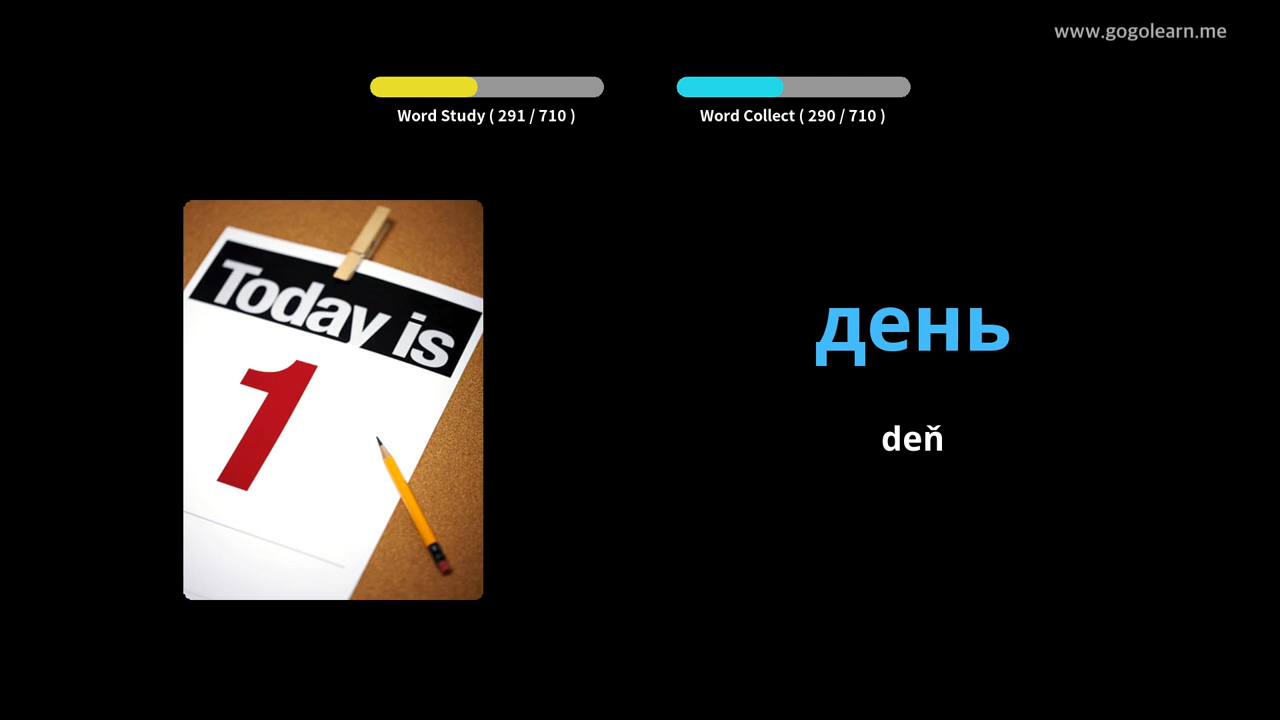 www.gogolearn.me
Word Study ( 291 / 710 )
Word Collect ( 290 / 710 )
Today is
1
день
deň